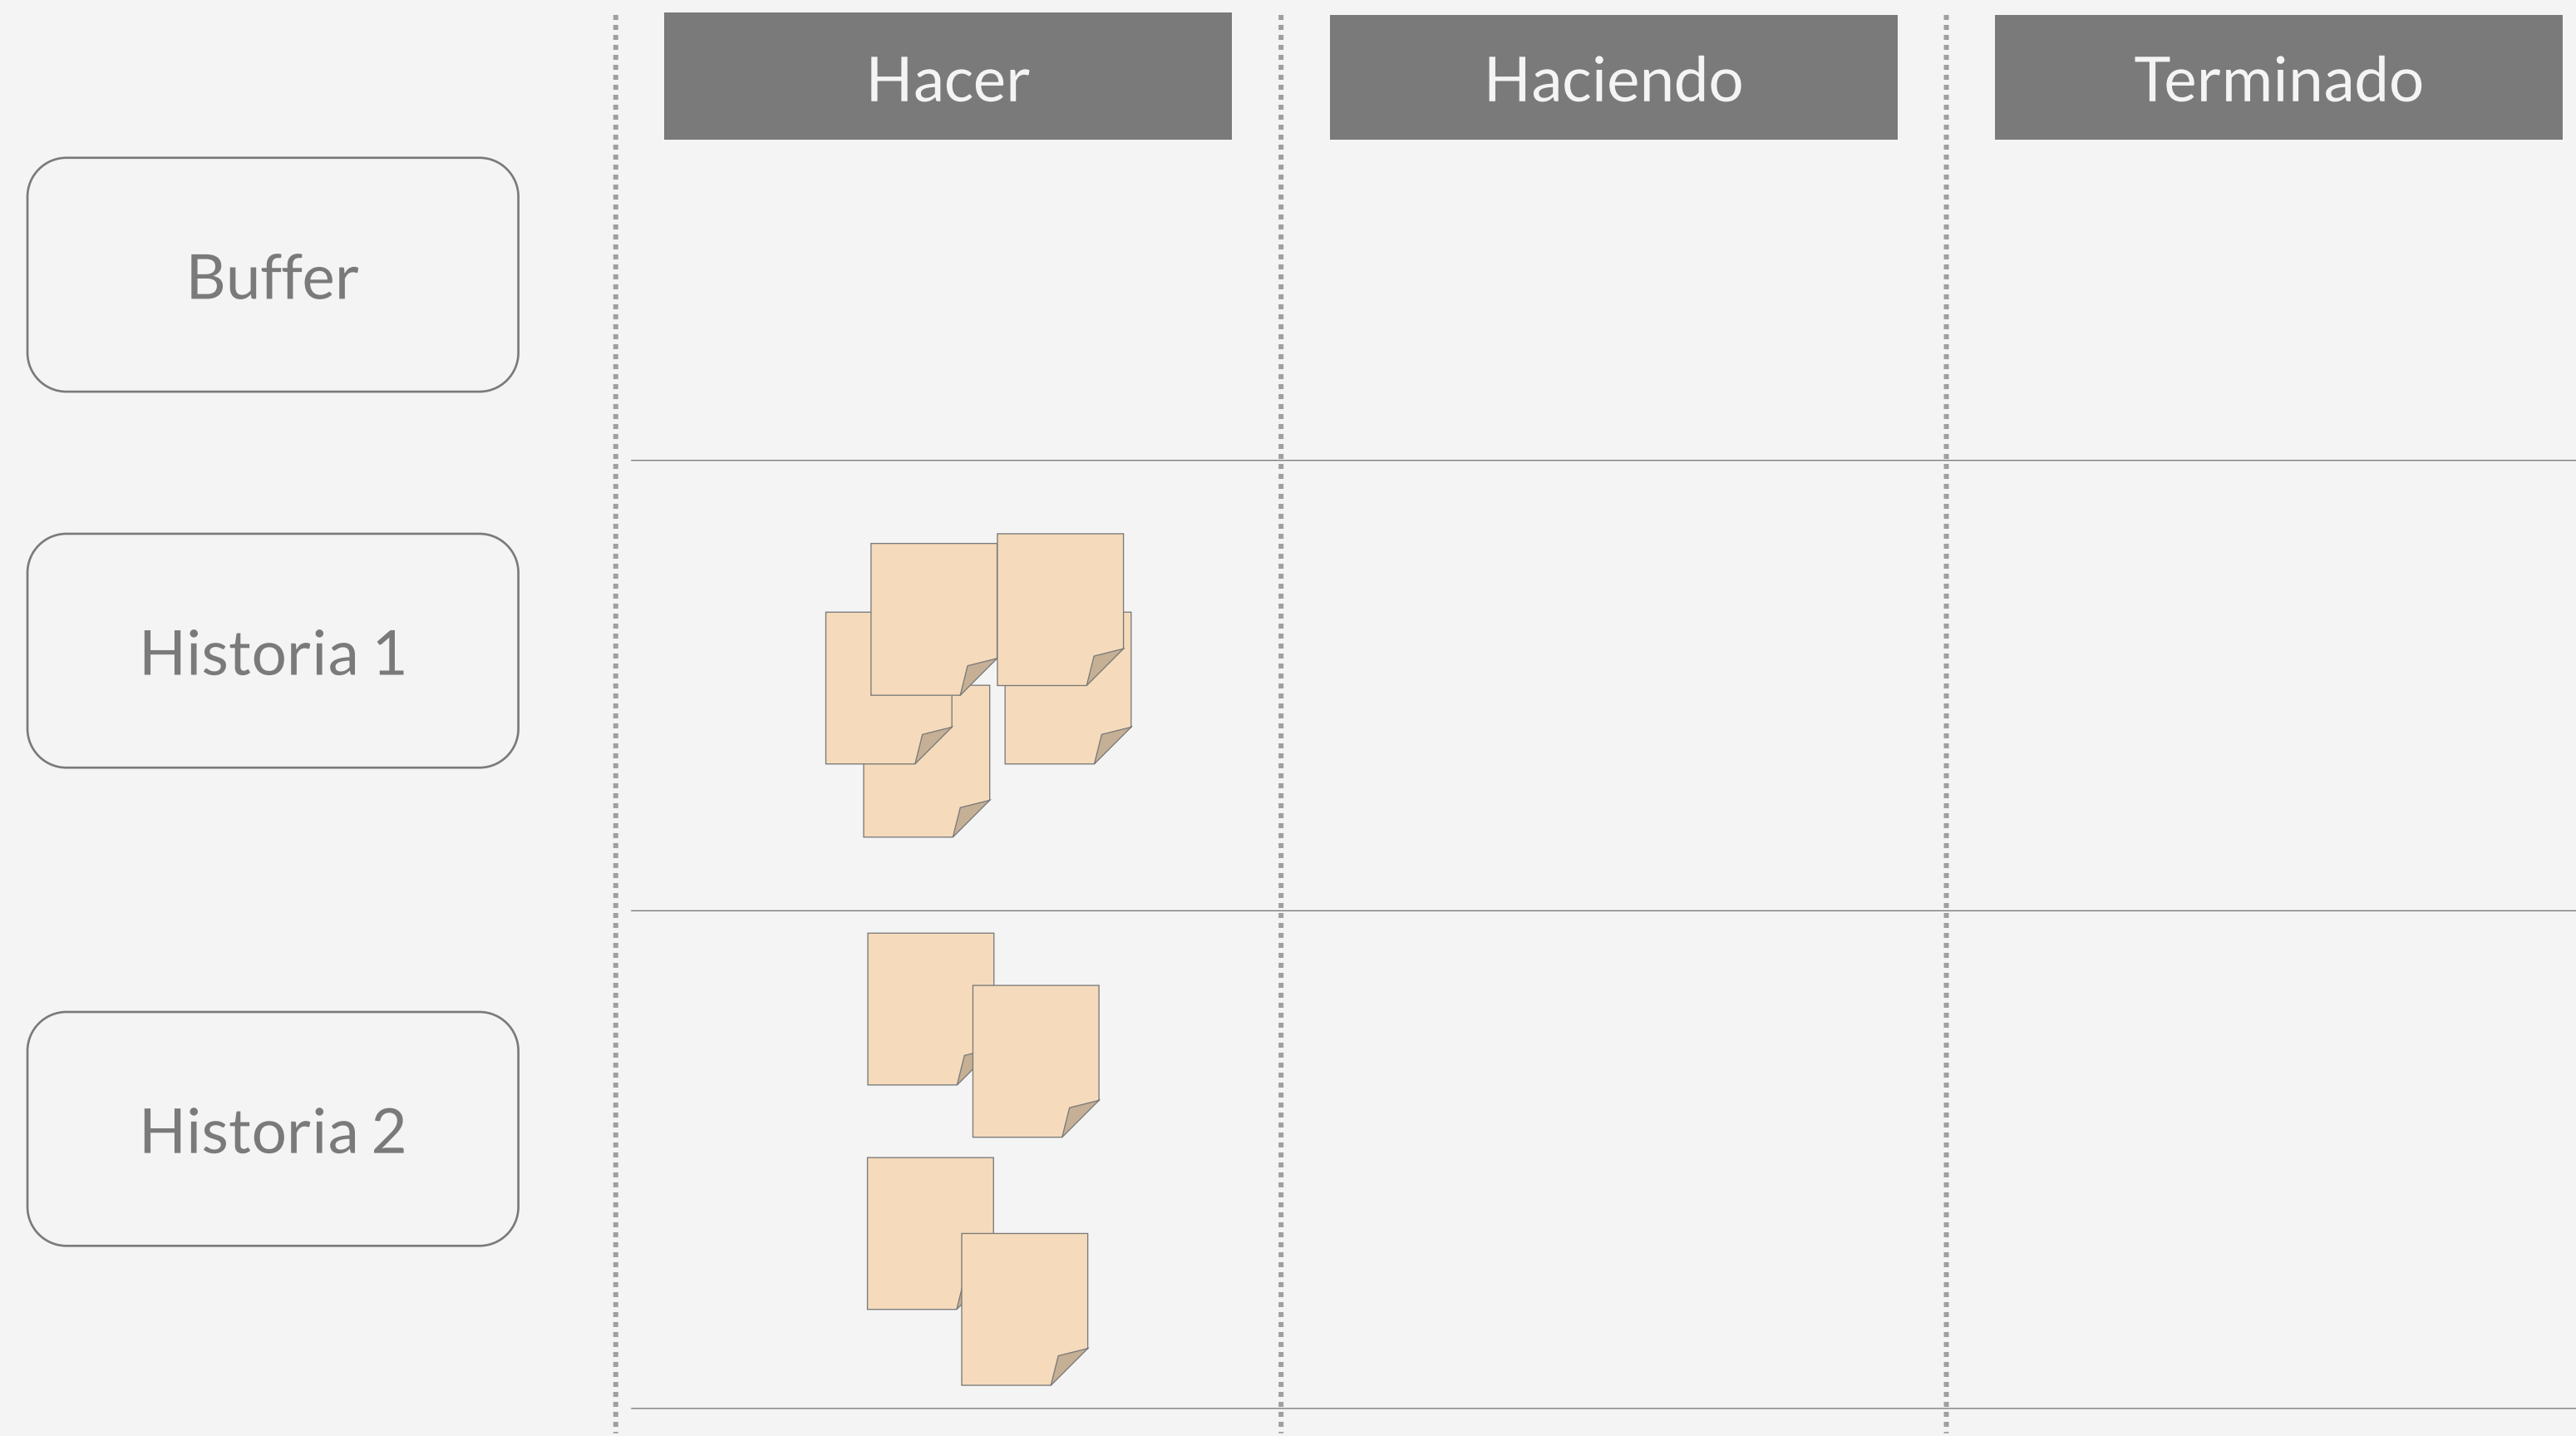 Hacer
Haciendo
Terminado
Buffer
Historia 1
Historia 2